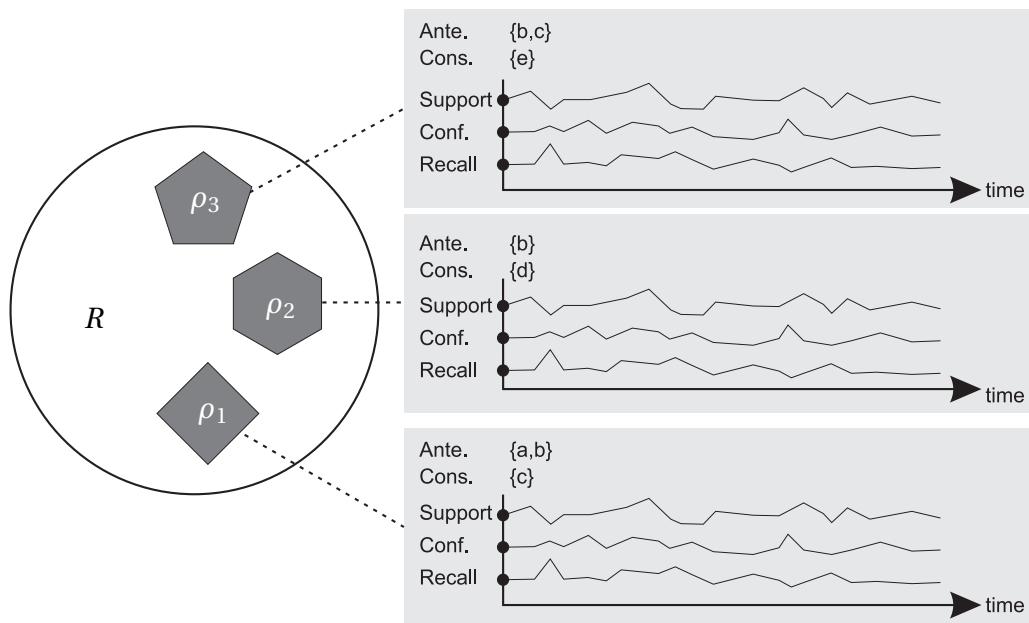 R
ρ3
ρ2
ρ1
Ante. {b,c}
Cons. {e}
Support
Conf.
Recall
time
Ante. {b}
Cons. {d}
Support
Conf.
Recall
time
Ante. {a,b}
Cons. {c}
Support
Conf.
Recall
time